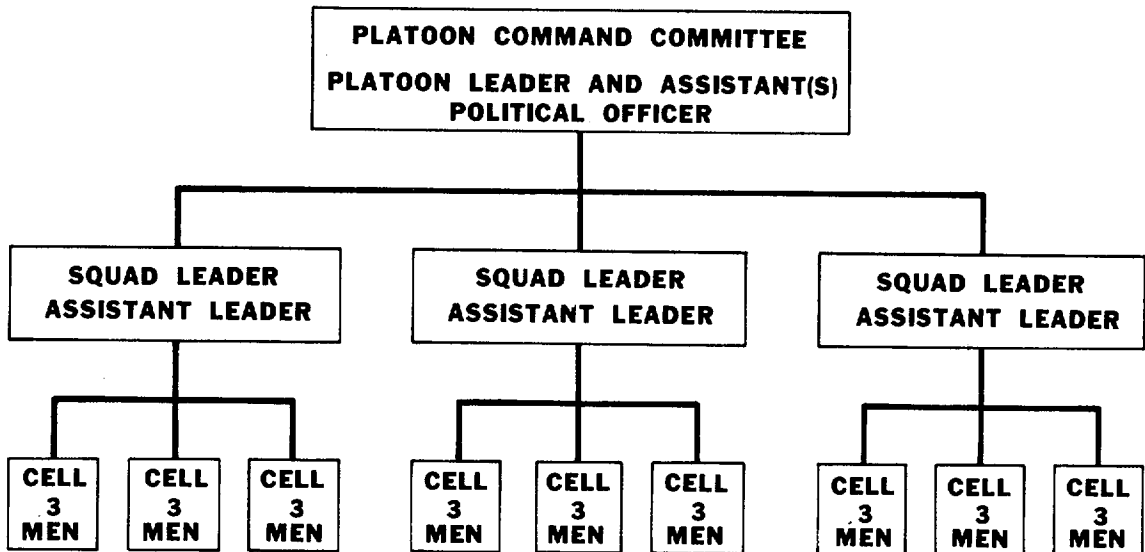 PLATOON COMMAND COMMITTEE
PLATOON LEADER AND ASSISTANT(S)
POLITICAL OFFICER
SQUAD LEADER
ASSISTANT LEADER
SQUAD LEADER
ASSISTANT LEADER
SQUAD LEADER
ASSISTANT LEADER
CELL
3
MEN
CELL
3
MEN
CELL
3
MEN
CELL
3
MEN
CELL
3
MEN
CELL
3
MEN
CELL
3
MEN
CELL
3
MEN
CELL
3
MEN